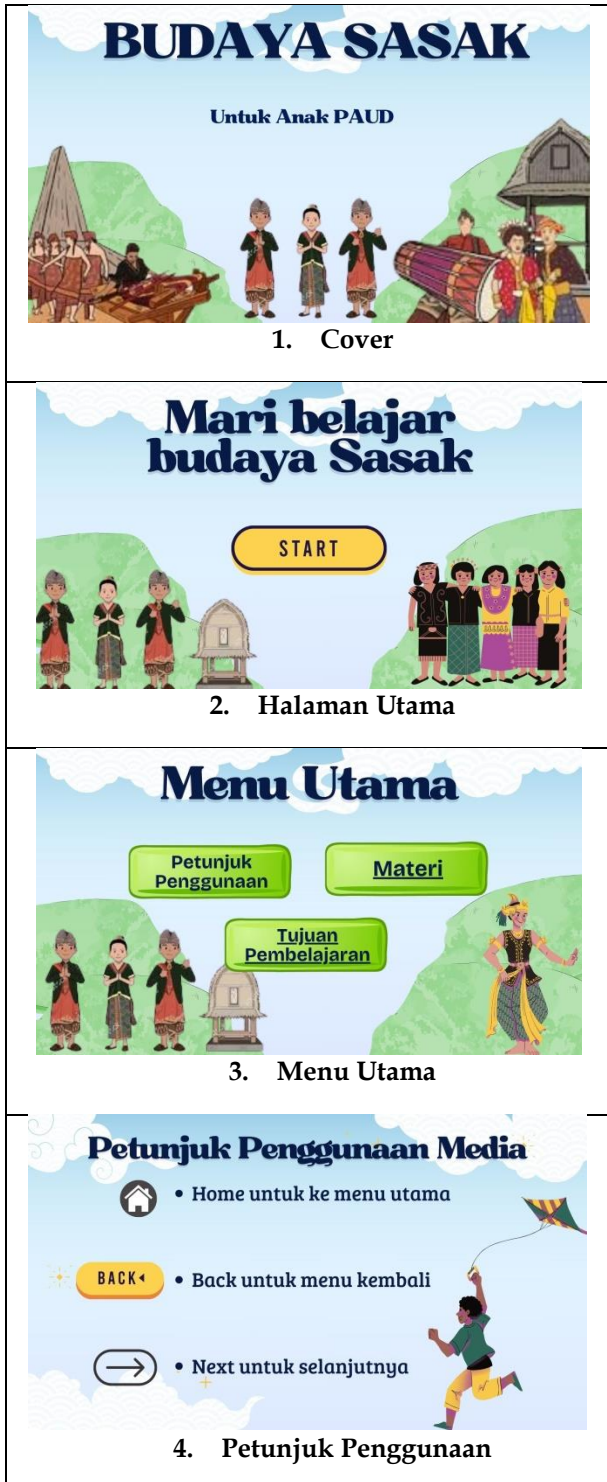 BUDAYA SASAK
Untuk Anak PAUD
1. Cover
Mari belajar
budaya Sasak
START
2. Halaman Utama
Menu Utama
Petunjuk
Penggunaan
Materi
Tujuan
Pembelajaran
3. Menu Utama
Petunjuk Penggunaan Media
• Home untuk ke menu utama
BACK
• Back untuk menu kembali
• Next untuk selanjutnya
4. Petunjuk Penggunaan